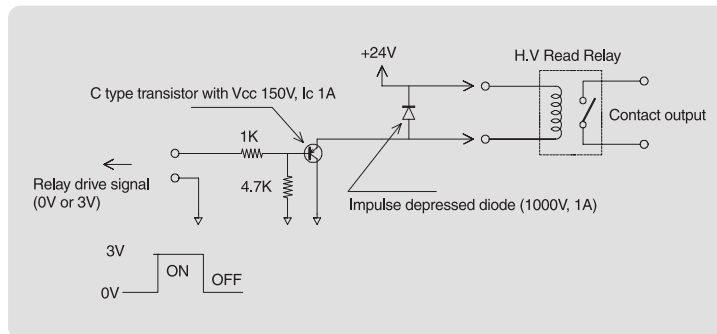 +24V
H.V Read Relay
C type transistor with Vcc 150V, Ic 1A
Contact output
1K
4.7K
Relay drive signal
(0V or 3V)
Impulse depressed diode (1000V, 1A)
3V
ON
OFF
0V